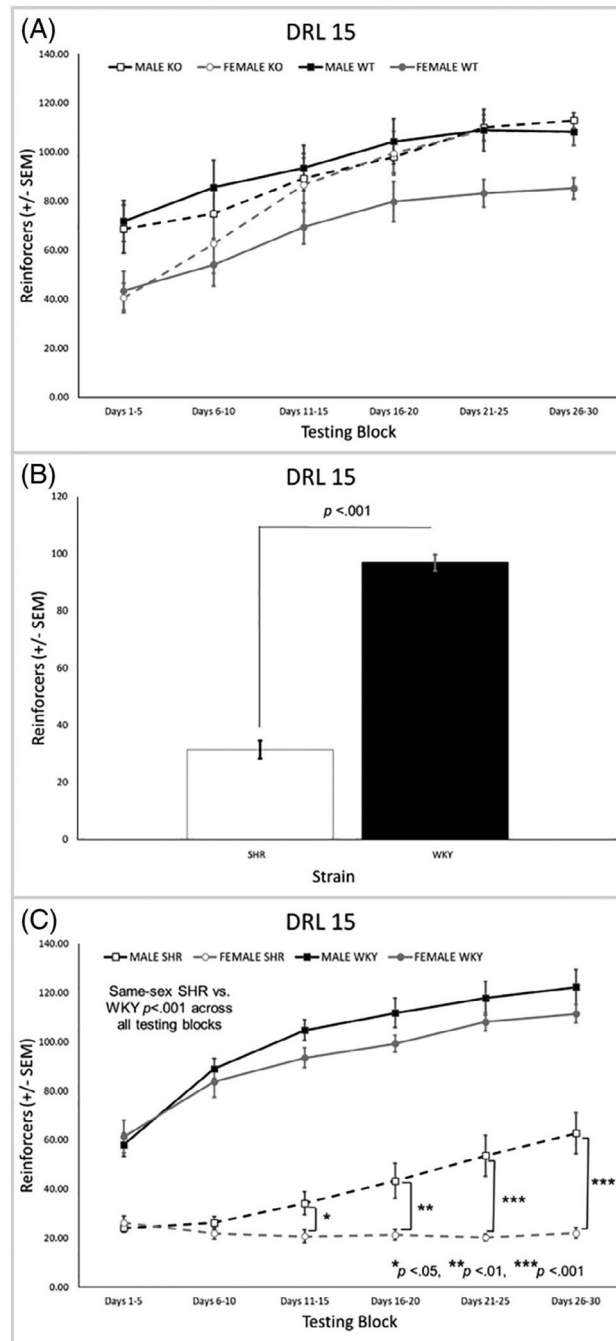 (A)
DRL 15
MALE KO FEMALE KO MALE WT FEMALE WT
Reinforcers (+/- SEM)
140.00
120.00
100.00
80.00
60.00
40.00
20.00
0.00
Days 1-5 Days 6-10 Days 11-15 Days 16-20 Days 21-25 Days 26-30
Testing Block
(B)
DRL 15
p <.001
Reinforcers (+/- SEM)
120
100
80
60
40
20
0
SHR WKY
Strain
(C)
DRL 15
MALE SHR FEMALE SHR MALE WKY FEMALE WKY
Same-sex SHR vs.
WKY p<.001 across
all testing blocks
Reinforcers (+/- SEM)
140.00
120.00
100.00
80.00
60.00
40.00
20.00
0.00
* ** *** ***
*p <.05, **p <.01, ***p <.001
Days 1-5 Days 6-10 Days 11-15 Days 16-20 Days 21-25 Days 26-30
Testing Block